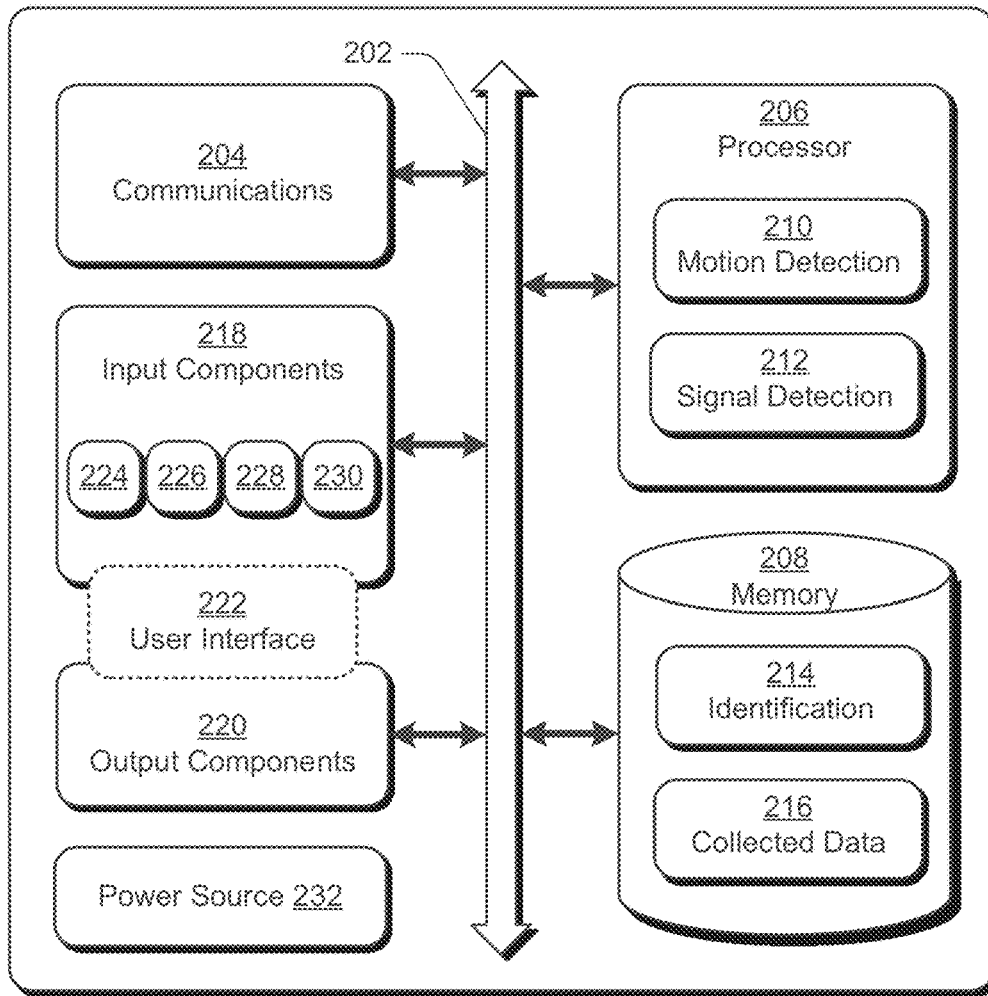 202
204
Communications
206
Processor
210
Motion Detection
212
Signal Detection
218
Input Components
224 226 228 230
222
User Interface
220
Output Components
Power Source 232
208
Memory
214
Identification
216
Collected Data